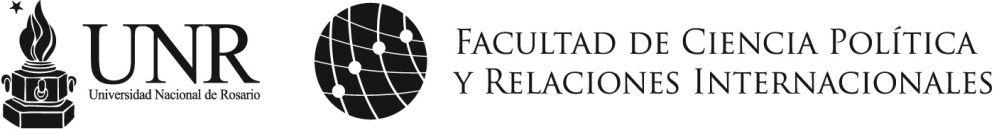 UNR
Universidad Nacional de Rosario
FACULTAD DE CIENCIA POLÍTICA
Y RELACIONES INTERNACIONALES